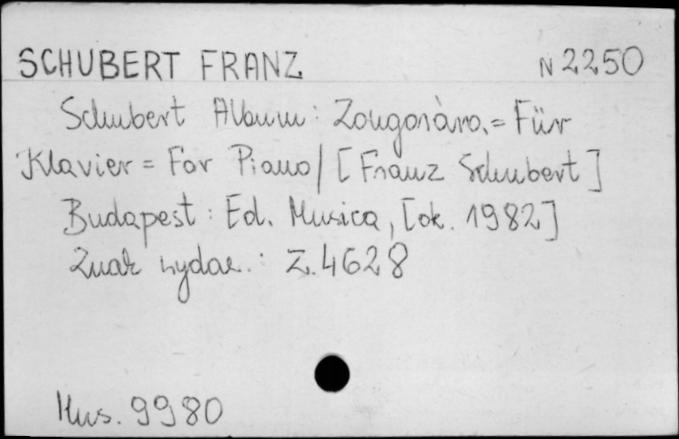 SCHUBERT FRANZ N 2250
Schubert Album : Zongoràra. = Für
Klavier = For Piano / [Franz Schubert]
Budapest : Ed. Musica, [ok. 1982]
Znak wydaw. : Z. 4628
Mus. 9980